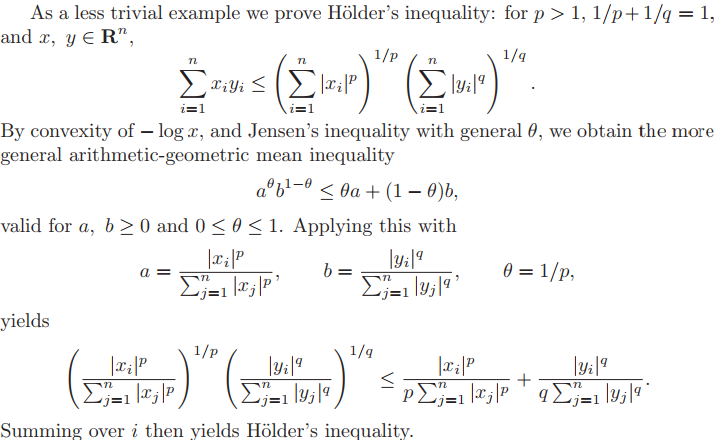 As a less trivial example we prove Hölder's inequality: for $p > 1$, $1/p + 1/q = 1$,
and $x,\ y \in \mathbf{R}^n$,
$$\sum_{i=1}^{n} x_i y_i \leq \left( \sum_{i=1}^{n} |x_i|^p \right)^{1/p} \left( \sum_{i=1}^{n} |y_i|^q \right)^{1/q}.$$
By convexity of $-\log x$, and Jensen's inequality with general $\theta$, we obtain the more
general arithmetic-geometric mean inequality
$$a^\theta b^{1-\theta} \leq \theta a + (1 - \theta) b,$$
valid for $a,\ b \geq 0$ and $0 \leq \theta \leq 1$. Applying this with
$$a = \frac{|x_i|^p}{\sum_{j=1}^{n} |x_j|^p}, \qquad b = \frac{|y_i|^q}{\sum_{j=1}^{n} |y_j|^q}, \qquad \theta = 1/p,$$
yields
$$\left( \frac{|x_i|^p}{\sum_{j=1}^{n} |x_j|^p} \right)^{1/p} \left( \frac{|y_i|^q}{\sum_{j=1}^{n} |y_j|^q} \right)^{1/q} \leq \frac{|x_i|^p}{p \sum_{j=1}^{n} |x_j|^p} + \frac{|y_i|^q}{q \sum_{j=1}^{n} |y_j|^q}.$$
Summing over $i$ then yields Hölder's inequality.